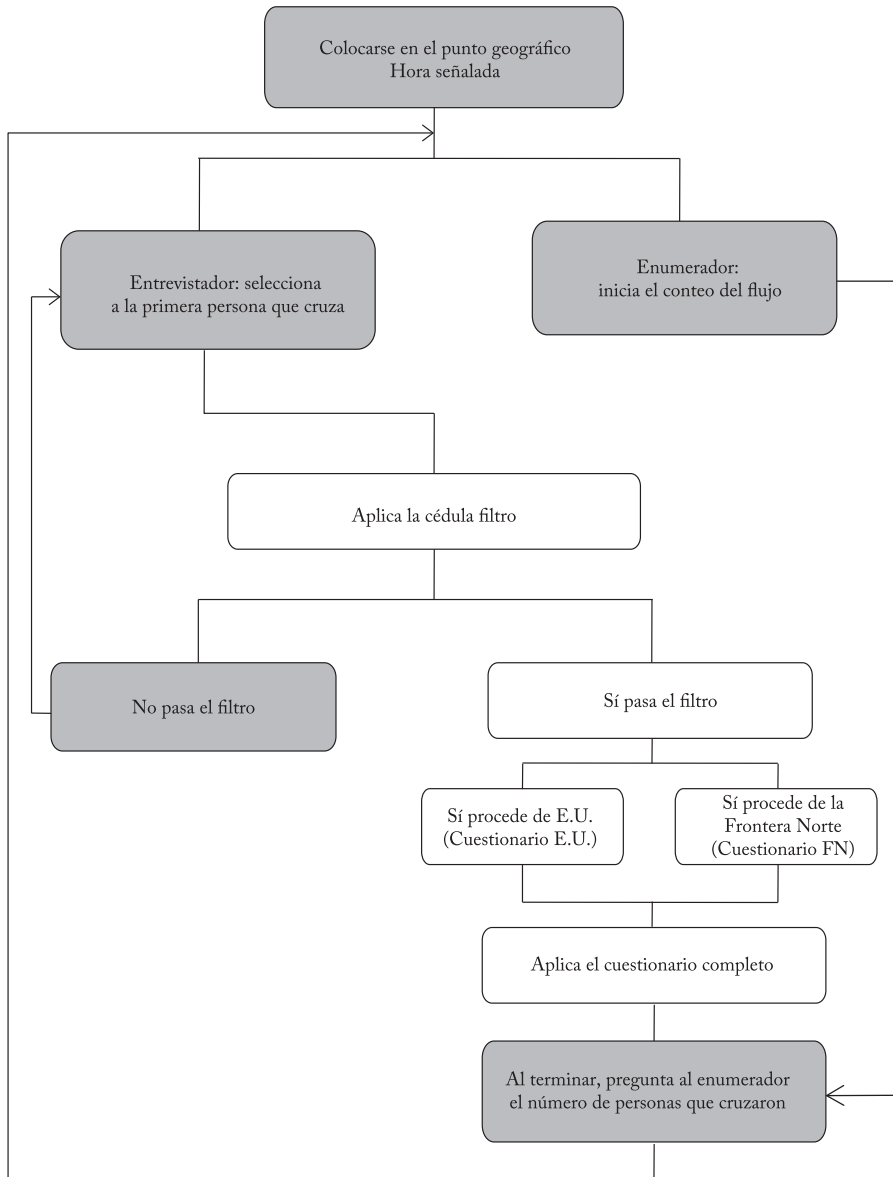 Colocarse en el punto geográfico
Hora señalada
Entrevistador: selecciona
a la primera persona que cruza
Enumerador:
inicia el conteo del flujo
Aplica la cédula filtro
No pasa el filtro
Sí pasa el filtro
Sí procede de E.U.
(Cuestionario E.U.)
Sí procede de la
Frontera Norte
(Cuestionario FN)
Aplica el cuestionario completo
Al terminar, pregunta al enumerador
el número de personas que cruzaron